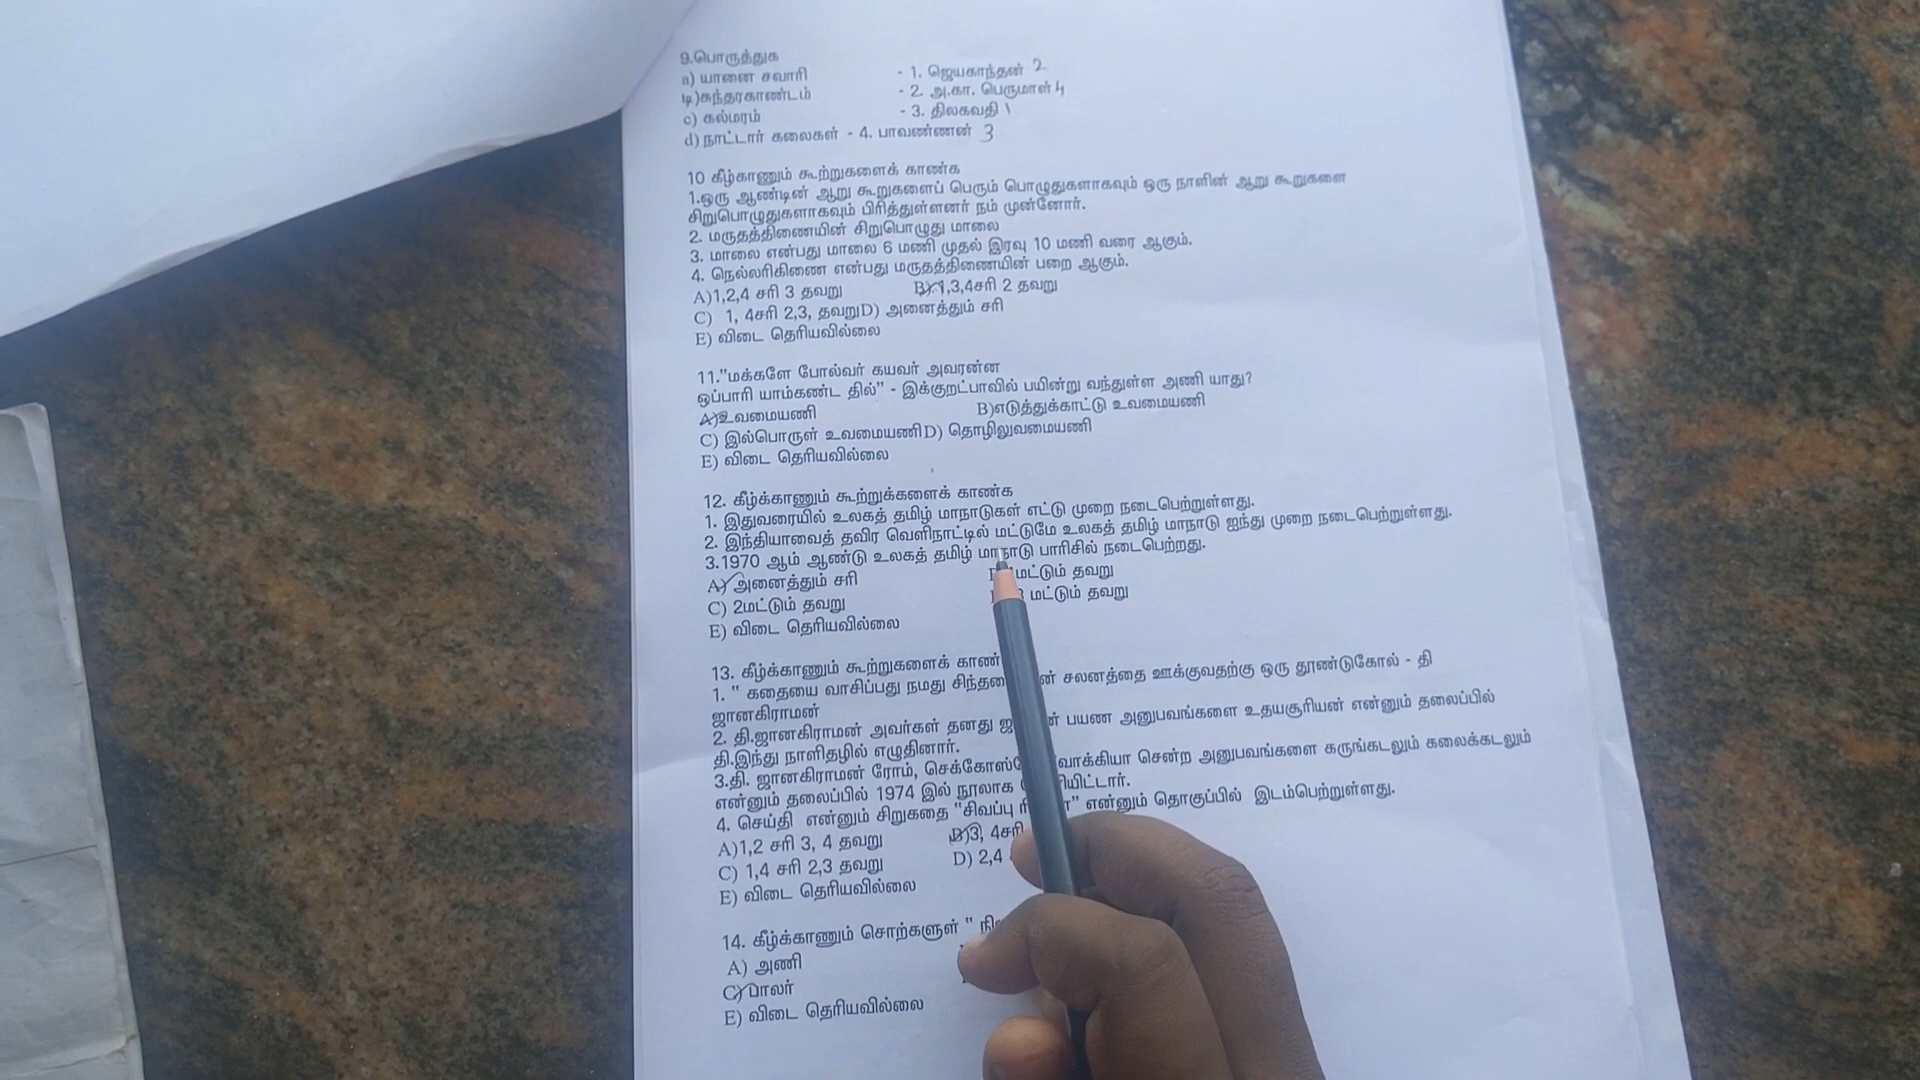 9.பொருத்துக
a) யானை சவாரி - 1. ஜெயகாந்தன் 2
b)சுந்தரகாண்டம் - 2. அ.கா. பெருமாள் 4
c) கல்மரம் - 3. திலகவதி 1
d) நாட்டார் கலைகள் - 4. பாவண்ணன் 3
10 கீழ்காணும் கூற்றுகளைக் காண்க
1.ஒரு ஆண்டின் ஆறு கூறுகளைப் பெரும் பொழுதுகளாகவும் ஒரு நாளின் ஆறு கூறுகளை
சிறுபொழுதுகளாகவும் பிரித்துள்ளனர் நம் முன்னோர்.
2. மருதத்திணையின் சிறுபொழுது மாலை
3. மாலை என்பது மாலை 6 மணி முதல் இரவு 10 மணி வரை ஆகும்.
4. நெல்லரிகிணை என்பது மருதத்திணையின் பறை ஆகும்.
A)1,2,4 சரி 3 தவறு B) 1,3,4சரி 2 தவறு
C) 1, 4சரி 2,3, தவறுD) அனைத்தும் சரி
E) விடை தெரியவில்லை
11."மக்களே போல்வர் கயவர் அவரன்ன
ஒப்பாரி யாம்கண்ட தில்" - இக்குறட்பாவில் பயின்று வந்துள்ள அணி யாது?
A)உவமையணி B)எடுத்துக்காட்டு உவமையணி
C) இல்பொருள் உவமையணிD) தொழிலுவமையணி
E) விடை தெரியவில்லை
12. கீழ்க்காணும் கூற்றுக்களைக் காண்க
1. இதுவரையில் உலகத் தமிழ் மாநாடுகள் எட்டு முறை நடைபெற்றுள்ளது.
2. இந்தியாவைத் தவிர வெளிநாட்டில் மட்டுமே உலகத் தமிழ் மாநாடு ஐந்து முறை நடைபெற்றுள்ளது.
3.1970 ஆம் ஆண்டு உலகத் தமிழ் மாநாடு பாரிசில் நடைபெற்றது.
A) அனைத்தும் சரி மட்டும் தவறு
C) 2மட்டும் தவறு 3 மட்டும் தவறு
E) விடை தெரியவில்லை
13. கீழ்க்காணும் கூற்றுகளைக்
1. " கதையை வாசிப்பது நமது சலனத்தை ஊக்குவதற்கு ஒரு தூண்டுகோல் - தி
ஜானகிராமன்
2. தி.ஜானகிராமன் அவர்கள் தனது பயண அனுபவங்களை உதயசூரியன் என்னும் தலைப்பில்
தி.இந்து நாளிதழில் எழுதினார்.
3.தி. ஜானகிராமன் ரோம், சென்ற அனுபவங்களை கருங்கடலும் கலைக்கடலும்
என்னும் தலைப்பில் 1974 இல் நூலாக
4. செய்தி என்னும் சிறுகதை "சிவப்பு என்னும் தொகுப்பில் இடம்பெற்றுள்ளது.
A)1,2 சரி 3, 4 தவறு B)3, 4சரி
C) 1,4 சரி 2,3 தவறு D) 2,4
E) விடை தெரியவில்லை
14. கீழ்க்காணும் சொற்களுள் "
A) அணி
C) பாலர்
E) விடை தெரியவில்லை